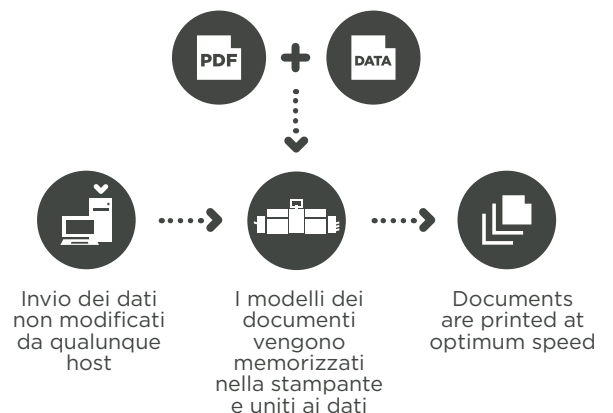 PDF
DATA
Invio dei dati
non modificati
da qualunque
host
I modelli dei
documenti
vengono
memorizzati
nella stampante
e uniti ai dati
Documents
are printed at
optimum speed